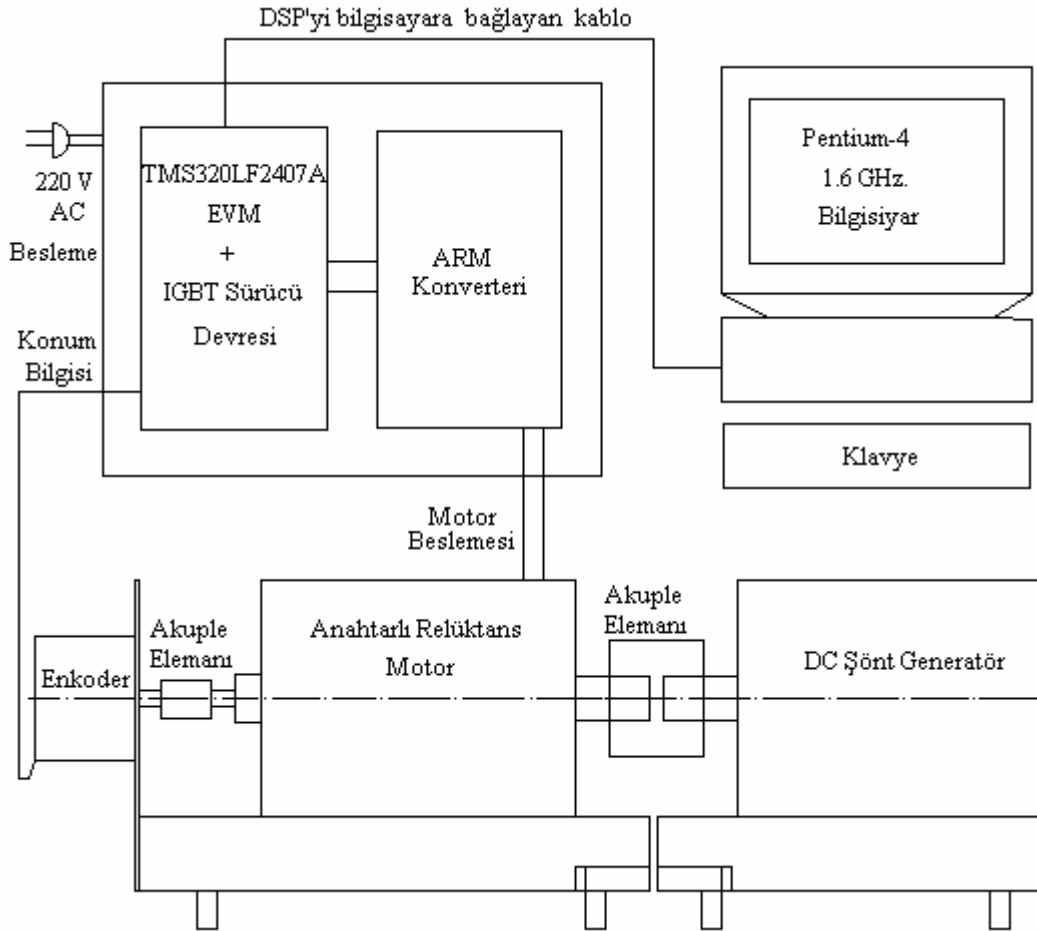 DSP'yi bilgisayara bağlayan kablo
220 V
AC
Besleme
TMS320LF2407A
EVM
+
IGBT Sürücü
Devresi
ARM
Konverteri
Pentium-4
1.6 GHz.
Bilgisiyar
Konum
Bilgisi
Klavye
Motor
Beslemesi
Enkoder
Akuple
Elemanı
Anahtarlı Relüktans
Motor
Akuple
Elemanı
DC Şönt Generatör